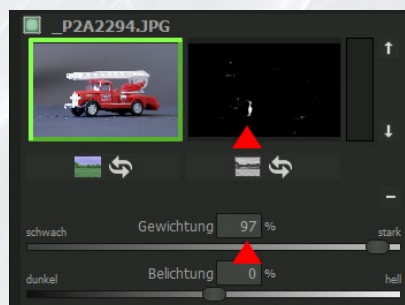 _P2A2294.JPG
Gewichtung 97 %
schwach stark
Belichtung 0 %
dunkel hell